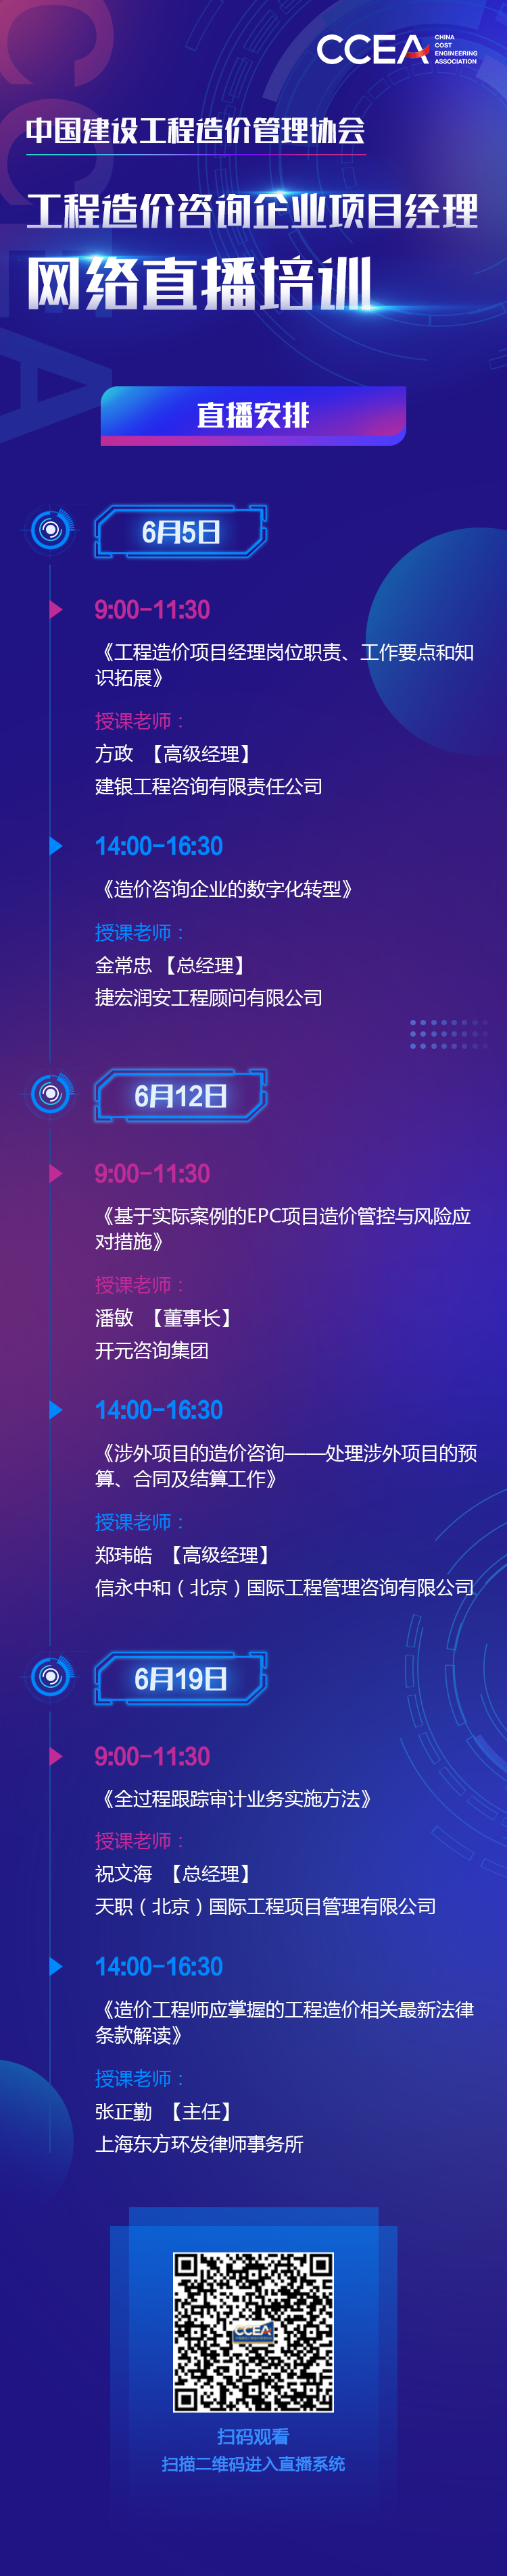 CCEA
CHINA
COST
ENGINEERING
ASSOCIATION
CCEA
中国建设工程造价管理协会
工程造价咨询企业项目经理
网络直播培训
直播安排
6月5日
9:00-11:30
《工程造价项目经理岗位职责、工作要点和知
识拓展》
授课老师：
方政 【高级经理】
建银工程咨询有限责任公司
14:00-16:30
《造价咨询企业的数字化转型》
授课老师：
金常忠 【总经理】
捷宏润安工程顾问有限公司
6月12日
9:00-11:30
《基于实际案例的EPC项目造价管控与风险应
对措施》
授课老师：
潘敏 【董事长】
开元咨询集团
14:00-16:30
《涉外项目的造价咨询——处理涉外项目的预
算、合同及结算工作》
授课老师：
郑玮皓 【高级经理】
信永中和（北京）国际工程管理咨询有限公司
6月19日
9:00-11:30
《全过程跟踪审计业务实施方法》
授课老师：
祝文海 【总经理】
天职（北京）国际工程项目管理有限公司
14:00-16:30
《造价工程师应掌握的工程造价相关最新法律
条款解读》
授课老师：
张正勤 【主任】
上海东方环发律师事务所
CCEA
扫码观看
扫描二维码进入直播系统